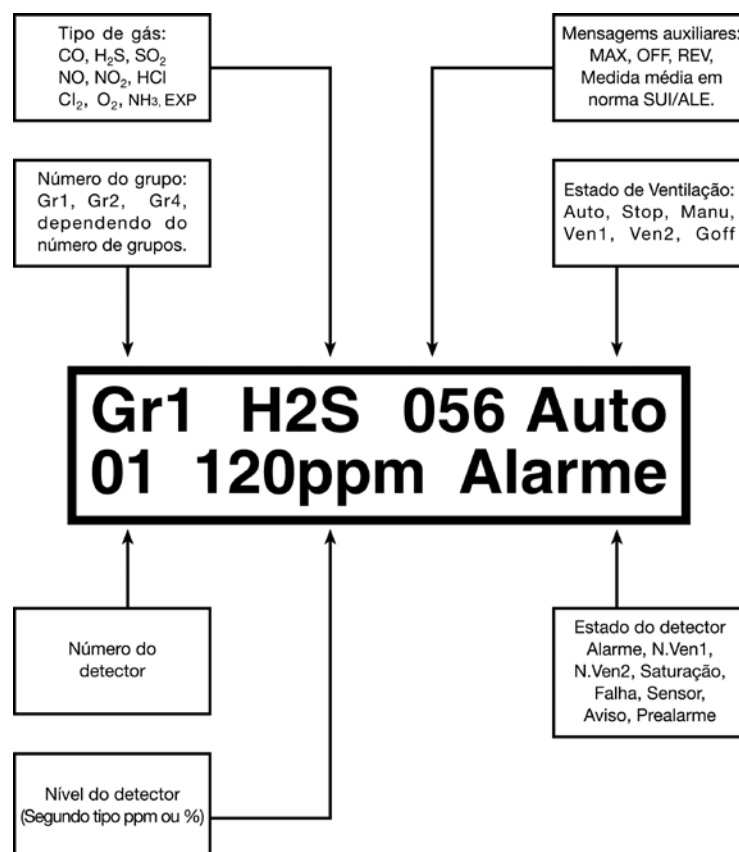 Tipo de gás:
CO, H₂S, SO₂
NO, NO₂, HCI
Cl₂, O₂, NH₃, EXP
Mensagems auxiliares:
MAX, OFF, REV,
Medida média em
norma SUI/ALE.
Número do grupo:
Gr1, Gr2, Gr4,
dependendo do
número de grupos.
Estado de Ventilação:
Auto, Stop, Manu,
Ven1, Ven2, Goff
Gr1 H2S 056 Auto
01 120ppm Alarme
Número do
detector
Estado do detector
Alarme, N.Ven1,
N.Ven2, Saturação,
Falha, Sensor,
Aviso, Prealarme
Nível do detector
(Segundo tipo ppm ou %)